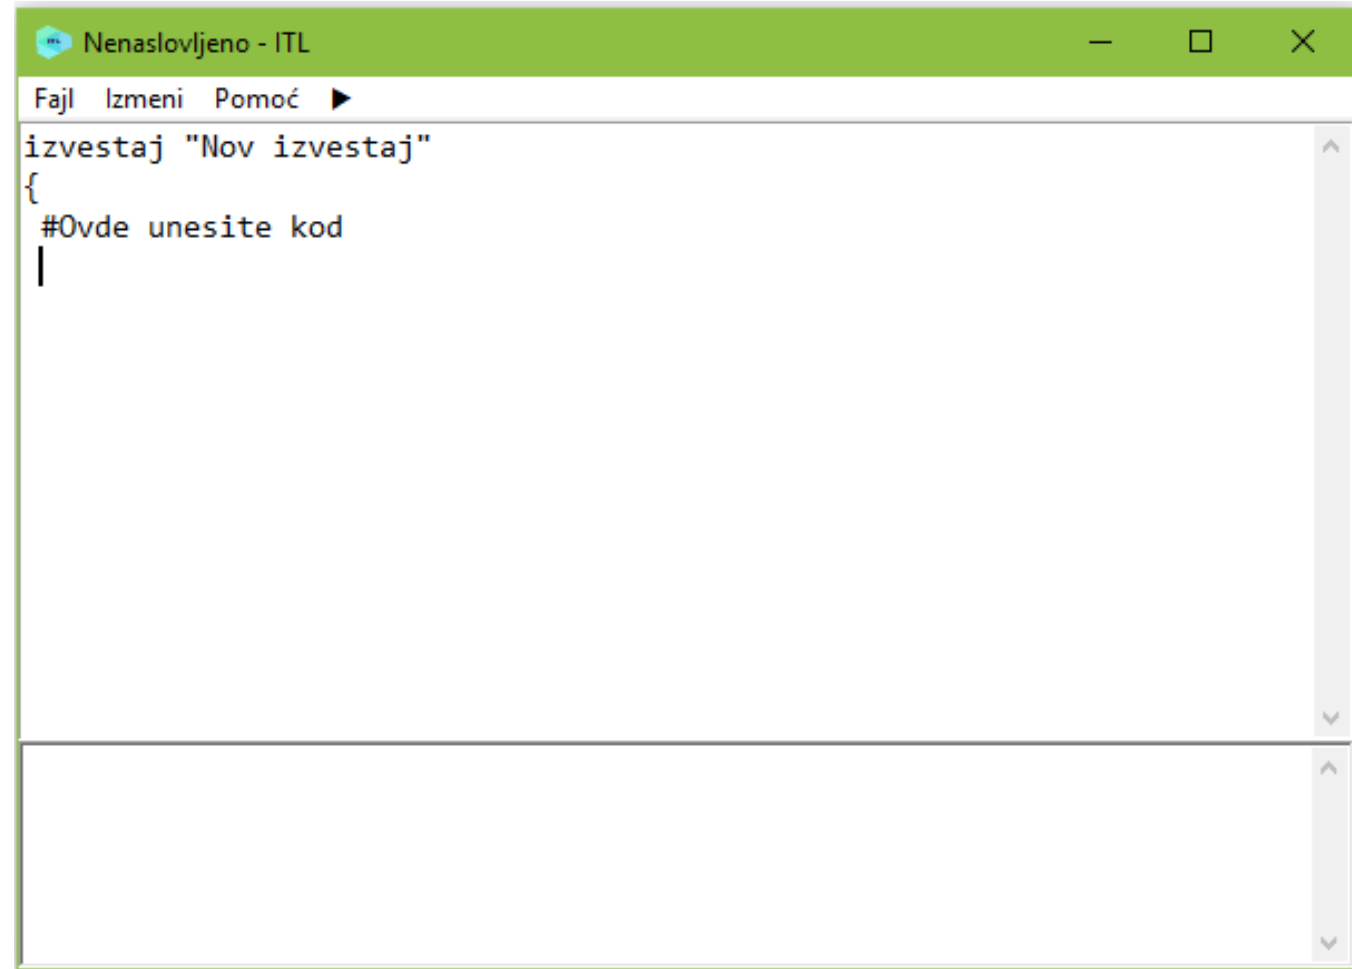 Nenaslovljeno - ITL
Fajl Izmeni Pomoć
izvestaj "Nov izvestaj"
{
#Ovde unesite kod